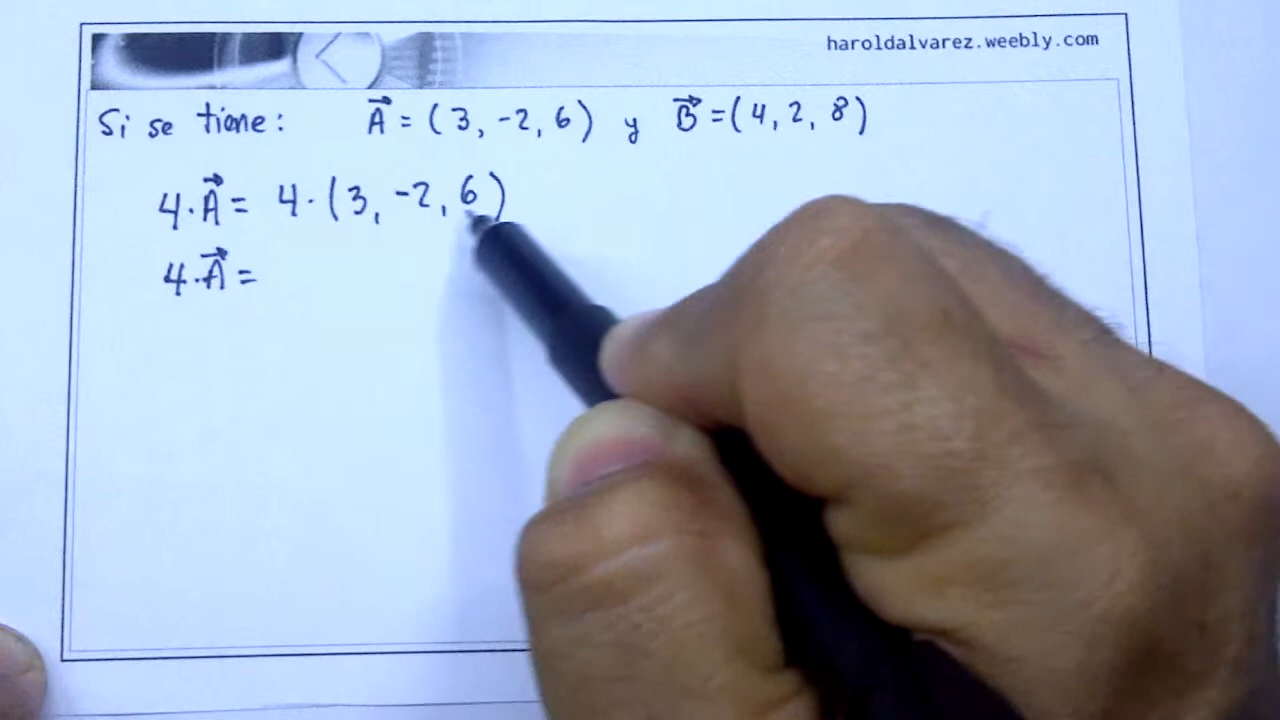 haroldalvarez.weebly.com
Si se tiene: A⃗ = (3, -2, 6) y B⃗ = (4, 2, 8)
4·A⃗ = 4·(3, -2, 6)
4·A⃗ =